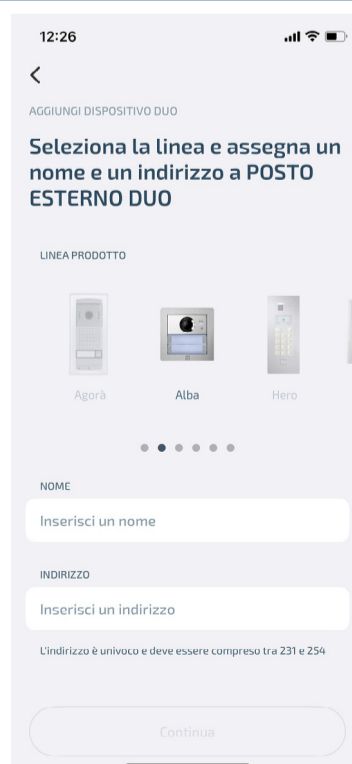 12:26
AGGIUNGI DISPOSITIVO DUO
Seleziona la linea e assegna un
nome e un indirizzo a POSTO
ESTERNO DUO
LINEA PRODOTTO
Agorà
Alba
Hero
NOME
Inserisci un nome
INDIRIZZO
Inserisci un indirizzo
L'indirizzo è univoco e deve essere compreso tra 231 e 254
Continua